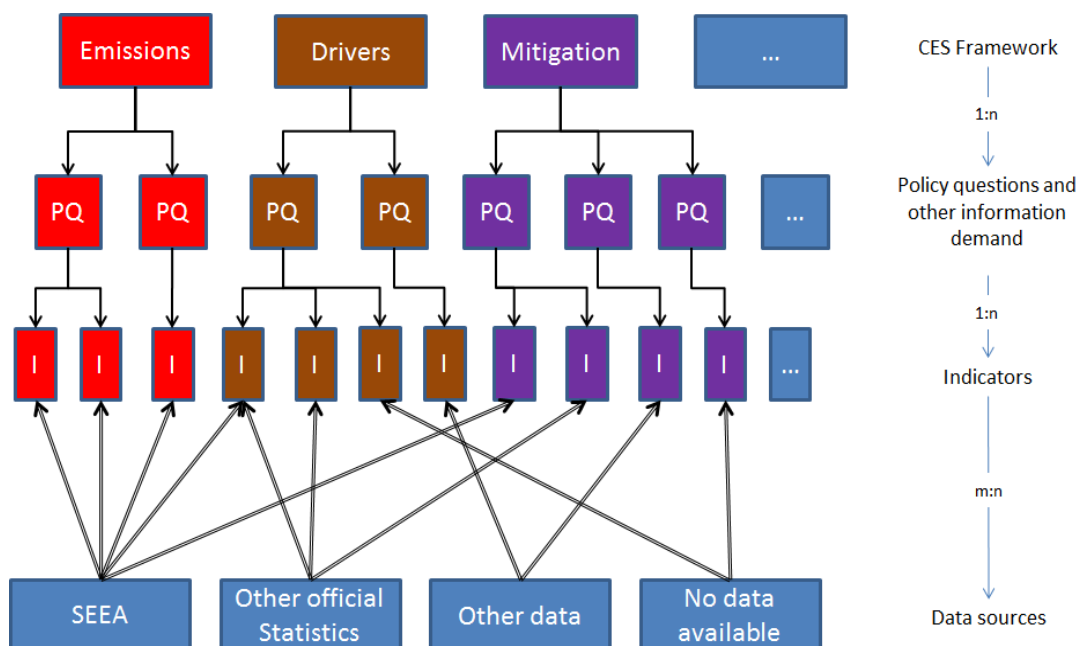 Emissions
Drivers
Mitigation
...
CES Framework
1:n
PQ
PQ
PQ
PQ
PQ
PQ
PQ
...
Policy questions and
other information
demand
1:n
I
I
I
I
I
I
I
I
I
I
I
...
Indicators
m:n
SEEA
Other official
Statistics
Other data
No data
available
Data sources